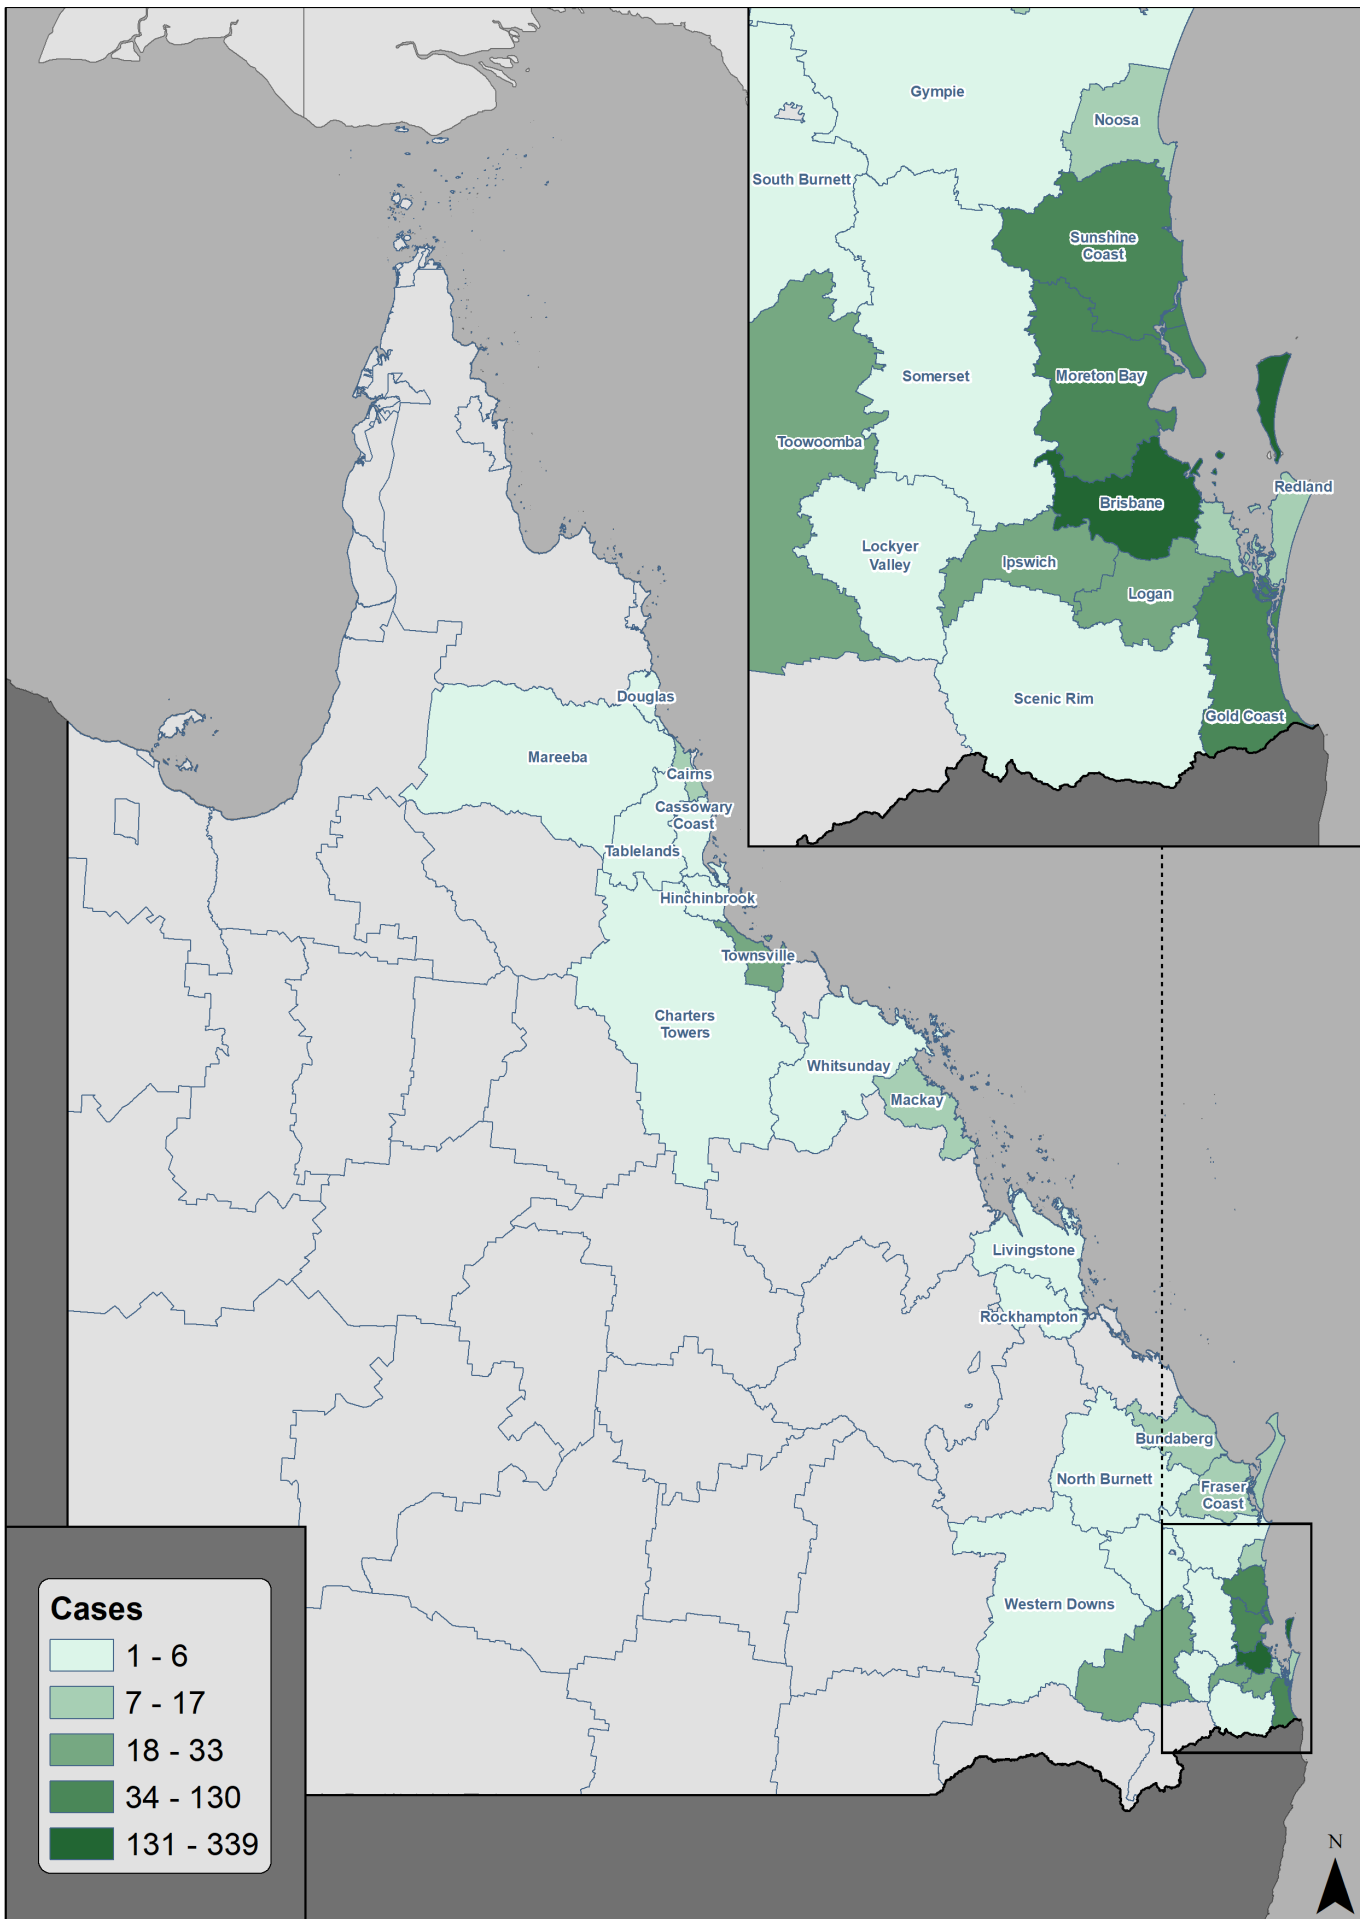 Gympie
Noosa
South Burnett
Sunshine
Coast
Somerset
Moreton Bay
Toowoomba
Redland
Brisbane
Lockyer
Valley
Ipswich
Logan
Scenic Rim
Gold Coast
Douglas
Mareeba
Cairns
Cassowary
Coast
Tablelands
Hinchinbrook
Townsville
Charters
Towers
Whitsunday
Mackay
Livingstone
Rockhampton
Bundaberg
North Burnett
Fraser
Coast
Western Downs
Cases
1 - 6
7 - 17
18 - 33
34 - 130
131 - 339
N